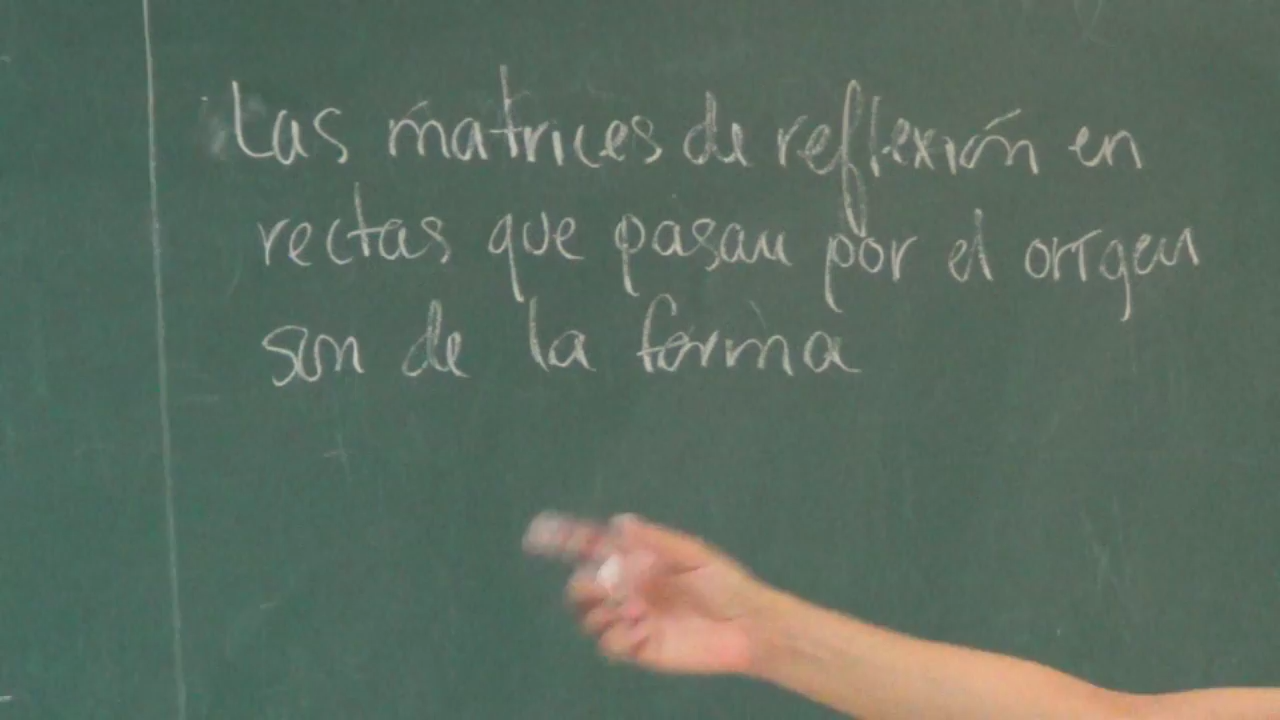 Las matrices de reflexión en
rectas que pasan por el origen
son de la forma